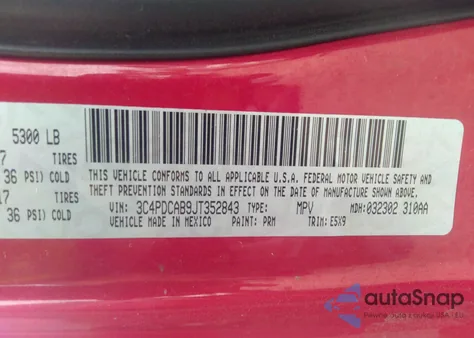 5300 LB
7 TIRES
36 PSI) COLD
17 TIRES
36 PSI) COLD
THIS VEHICLE CONFORMS TO ALL APPLICABLE U.S.A. FEDERAL MOTOR VEHICLE SAFETY AND
THEFT PREVENTION STANDARDS IN EFFECT ON THE DATE OF MANUFACTURE SHOWN ABOVE.
VIN: 3C4PDCAB9JT352843 TYPE: MPV MDH: 032302 310AA
VEHICLE MADE IN MEXICO PAINT: PRM TRIM: E5X9
autoSnap